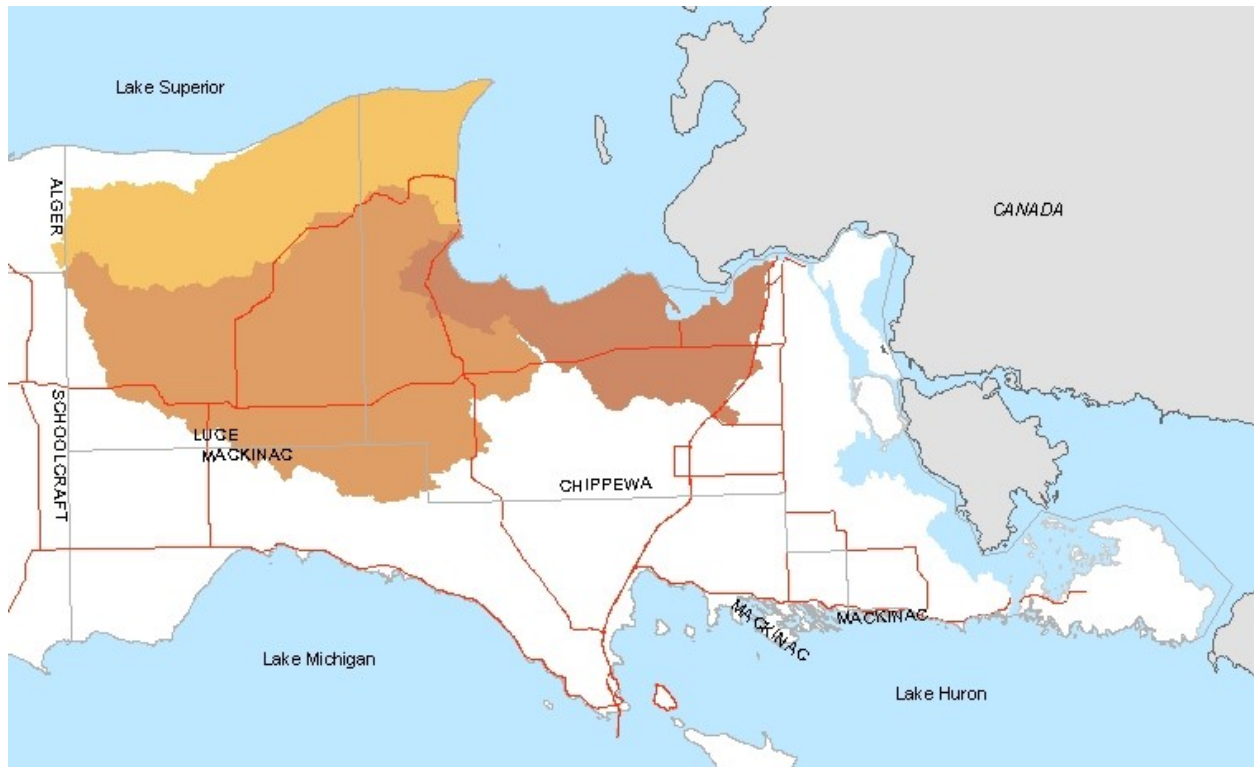 Lake Superior
ALGER
CANADA
SCHOOLCRAFT
LUCE
MACKINAC
CHIPPEWA
MACKINAC
MACKINAC
Lake Michigan
Lake Huron